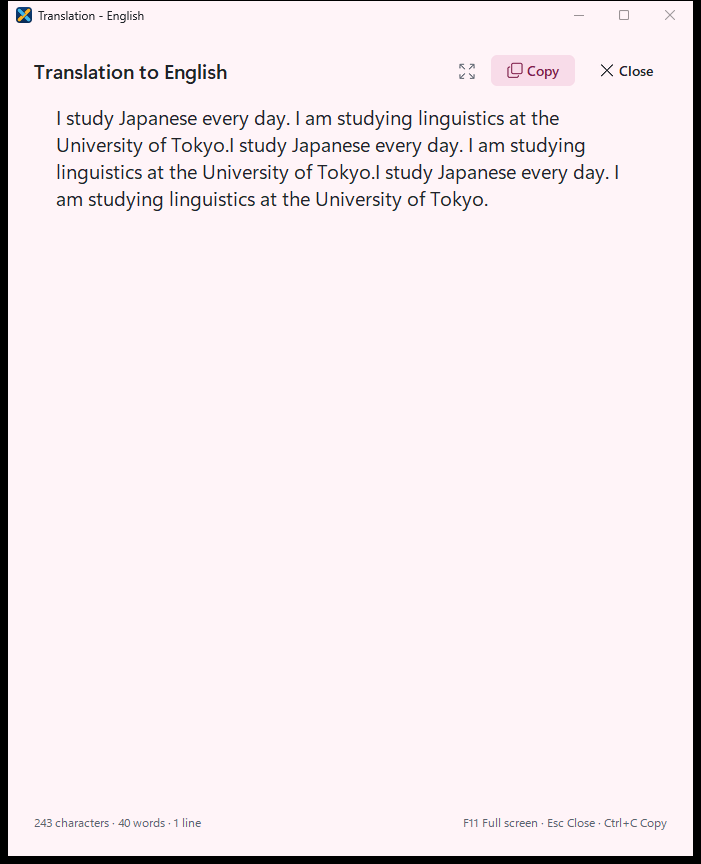 Translation - English
Translation to English
Copy
Close
I study Japanese every day. I am studying linguistics at the
University of Tokyo.I study Japanese every day. I am studying
linguistics at the University of Tokyo.I study Japanese every day. I
am studying linguistics at the University of Tokyo.
243 characters · 40 words · 1 line
F11 Full screen · Esc Close · Ctrl+C Copy